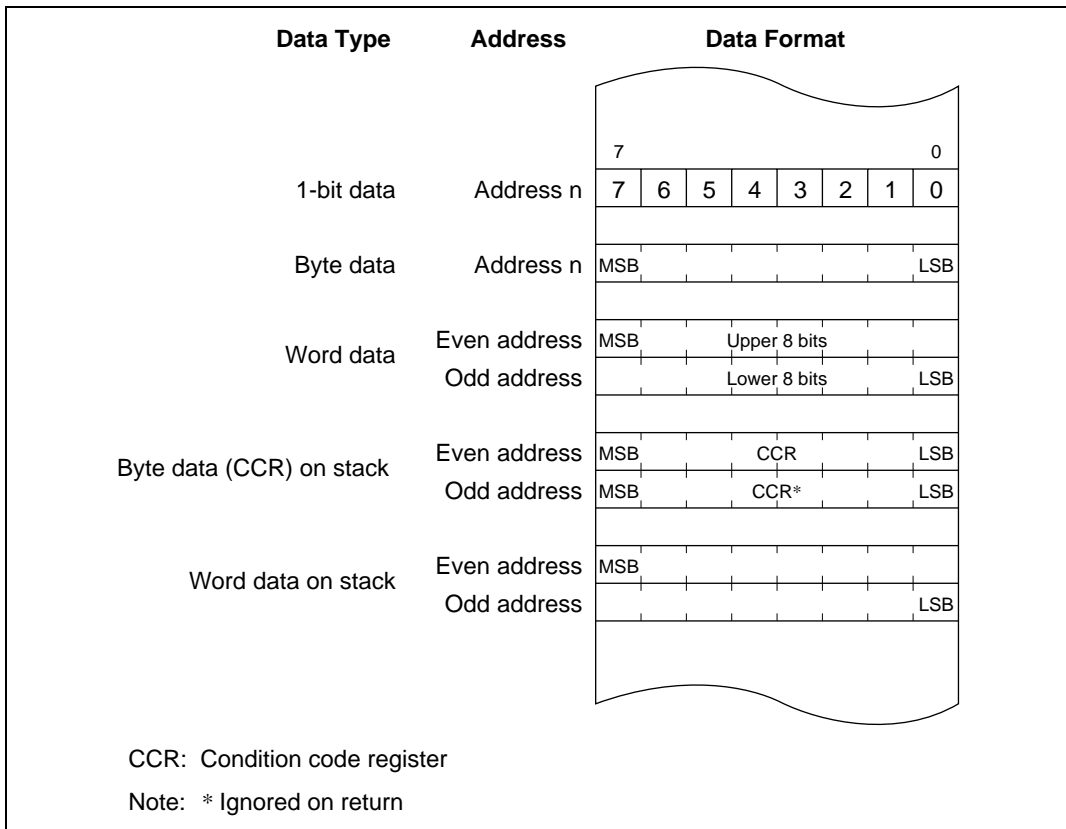 Data Type Address Data Format
7 0
1-bit data Address n 7 6 5 4 3 2 1 0
Byte data Address n MSB LSB
Word data
Even address MSB Upper 8 bits
Odd address Lower 8 bits LSB
Byte data (CCR) on stack
Even address MSB CCR LSB
Odd address MSB CCR* LSB
Word data on stack
Even address MSB
Odd address LSB
CCR: Condition code register
Note: * Ignored on return